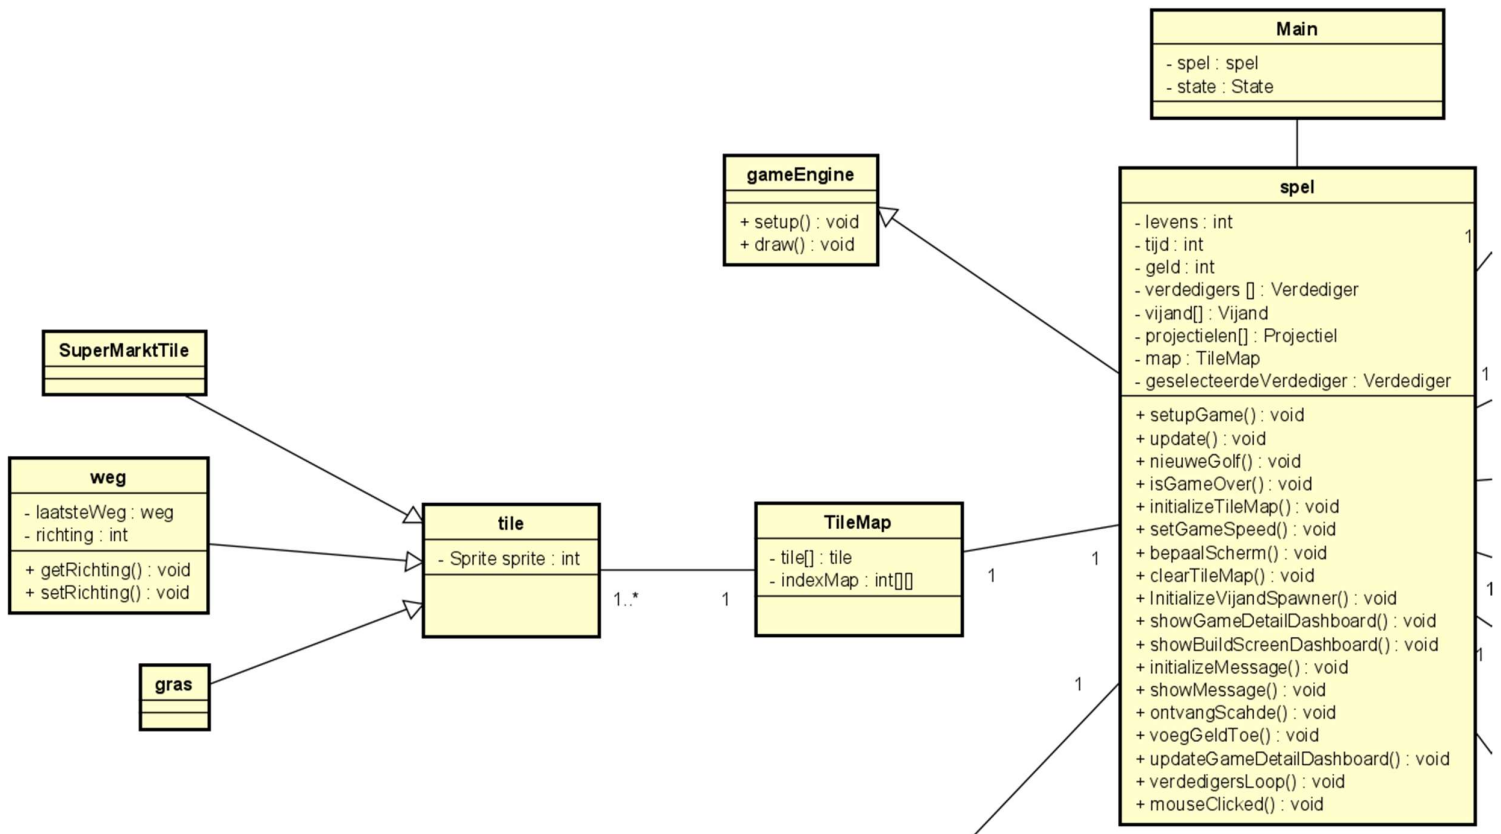 Main
- spel : spel
- state : State
gameEngine
+ setup() : void
+ draw() : void
spel
- levens : int
- tijd : int
- geld : int
- verdedigers [] : Verdediger
- vijand[] : Vijand
- projectielen[] : Projectiel
- map : TileMap
- geselecteerdeVerdediger : Verdediger
+ setupGame() : void
+ update() : void
+ nieuweGolf() : void
+ isGameOver() : void
+ initializeTileMap() : void
+ setGameSpeed() : void
+ bepaalScherm() : void
+ clearTileMap() : void
+ InitializeVijandSpawner() : void
+ showGameDetailDashboard() : void
+ showBuildScreenDashboard() : void
+ initializeMessage() : void
+ showMessage() : void
+ ontvangScahde() : void
+ voegGeldToe() : void
+ updateGameDetailDashboard() : void
+ verdedigersLoop() : void
+ mouseClicked() : void
1
1
1
1
SuperMarktTile
weg
- laatsteWeg : weg
- richting : int
+ getRichting() : void
+ setRichting() : void
gras
tile
- Sprite sprite : int
1..*
1
TileMap
- tile[] : tile
- indexMap : int[][]
1
1
1